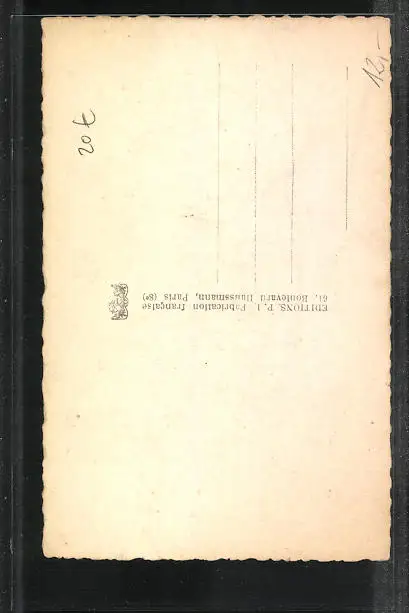 EDITIONS P. I. Fabrication française
61, Boulevard Haussmann, Paris (8e)
20 €
12,-